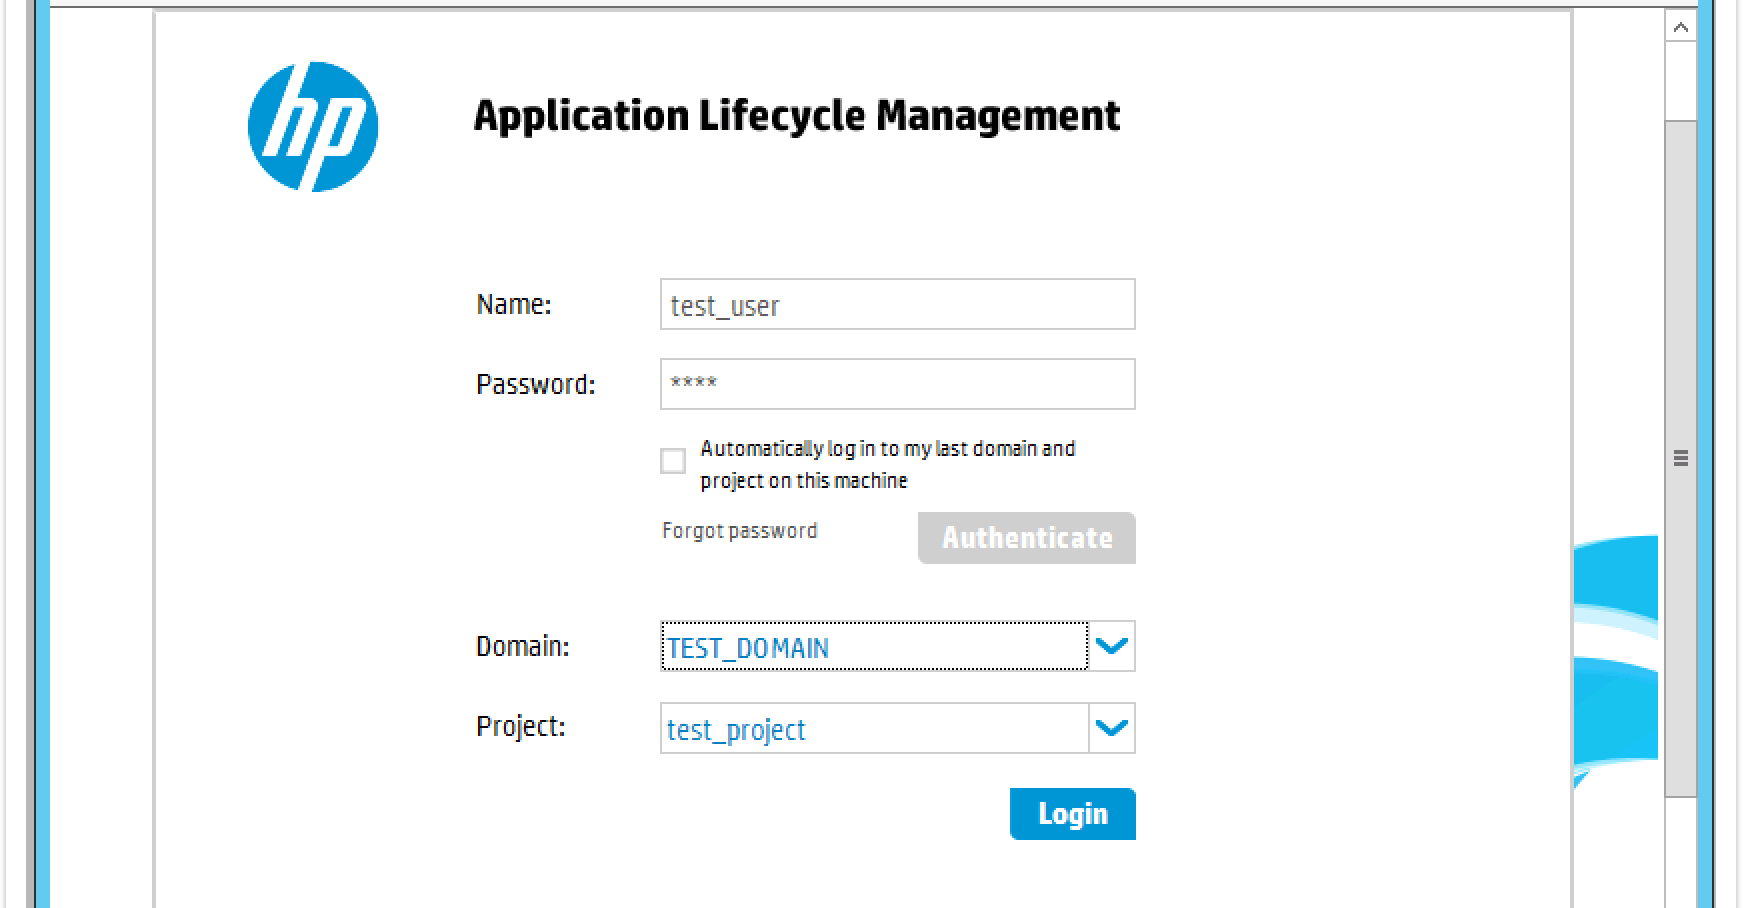 hp
Application Lifecycle Management
Name:
test_user
Password:
****
Automatically log in to my last domain and
project on this machine
Forgot password
Authenticate
Domain:
TEST_DOMAIN
Project:
test_project
Login